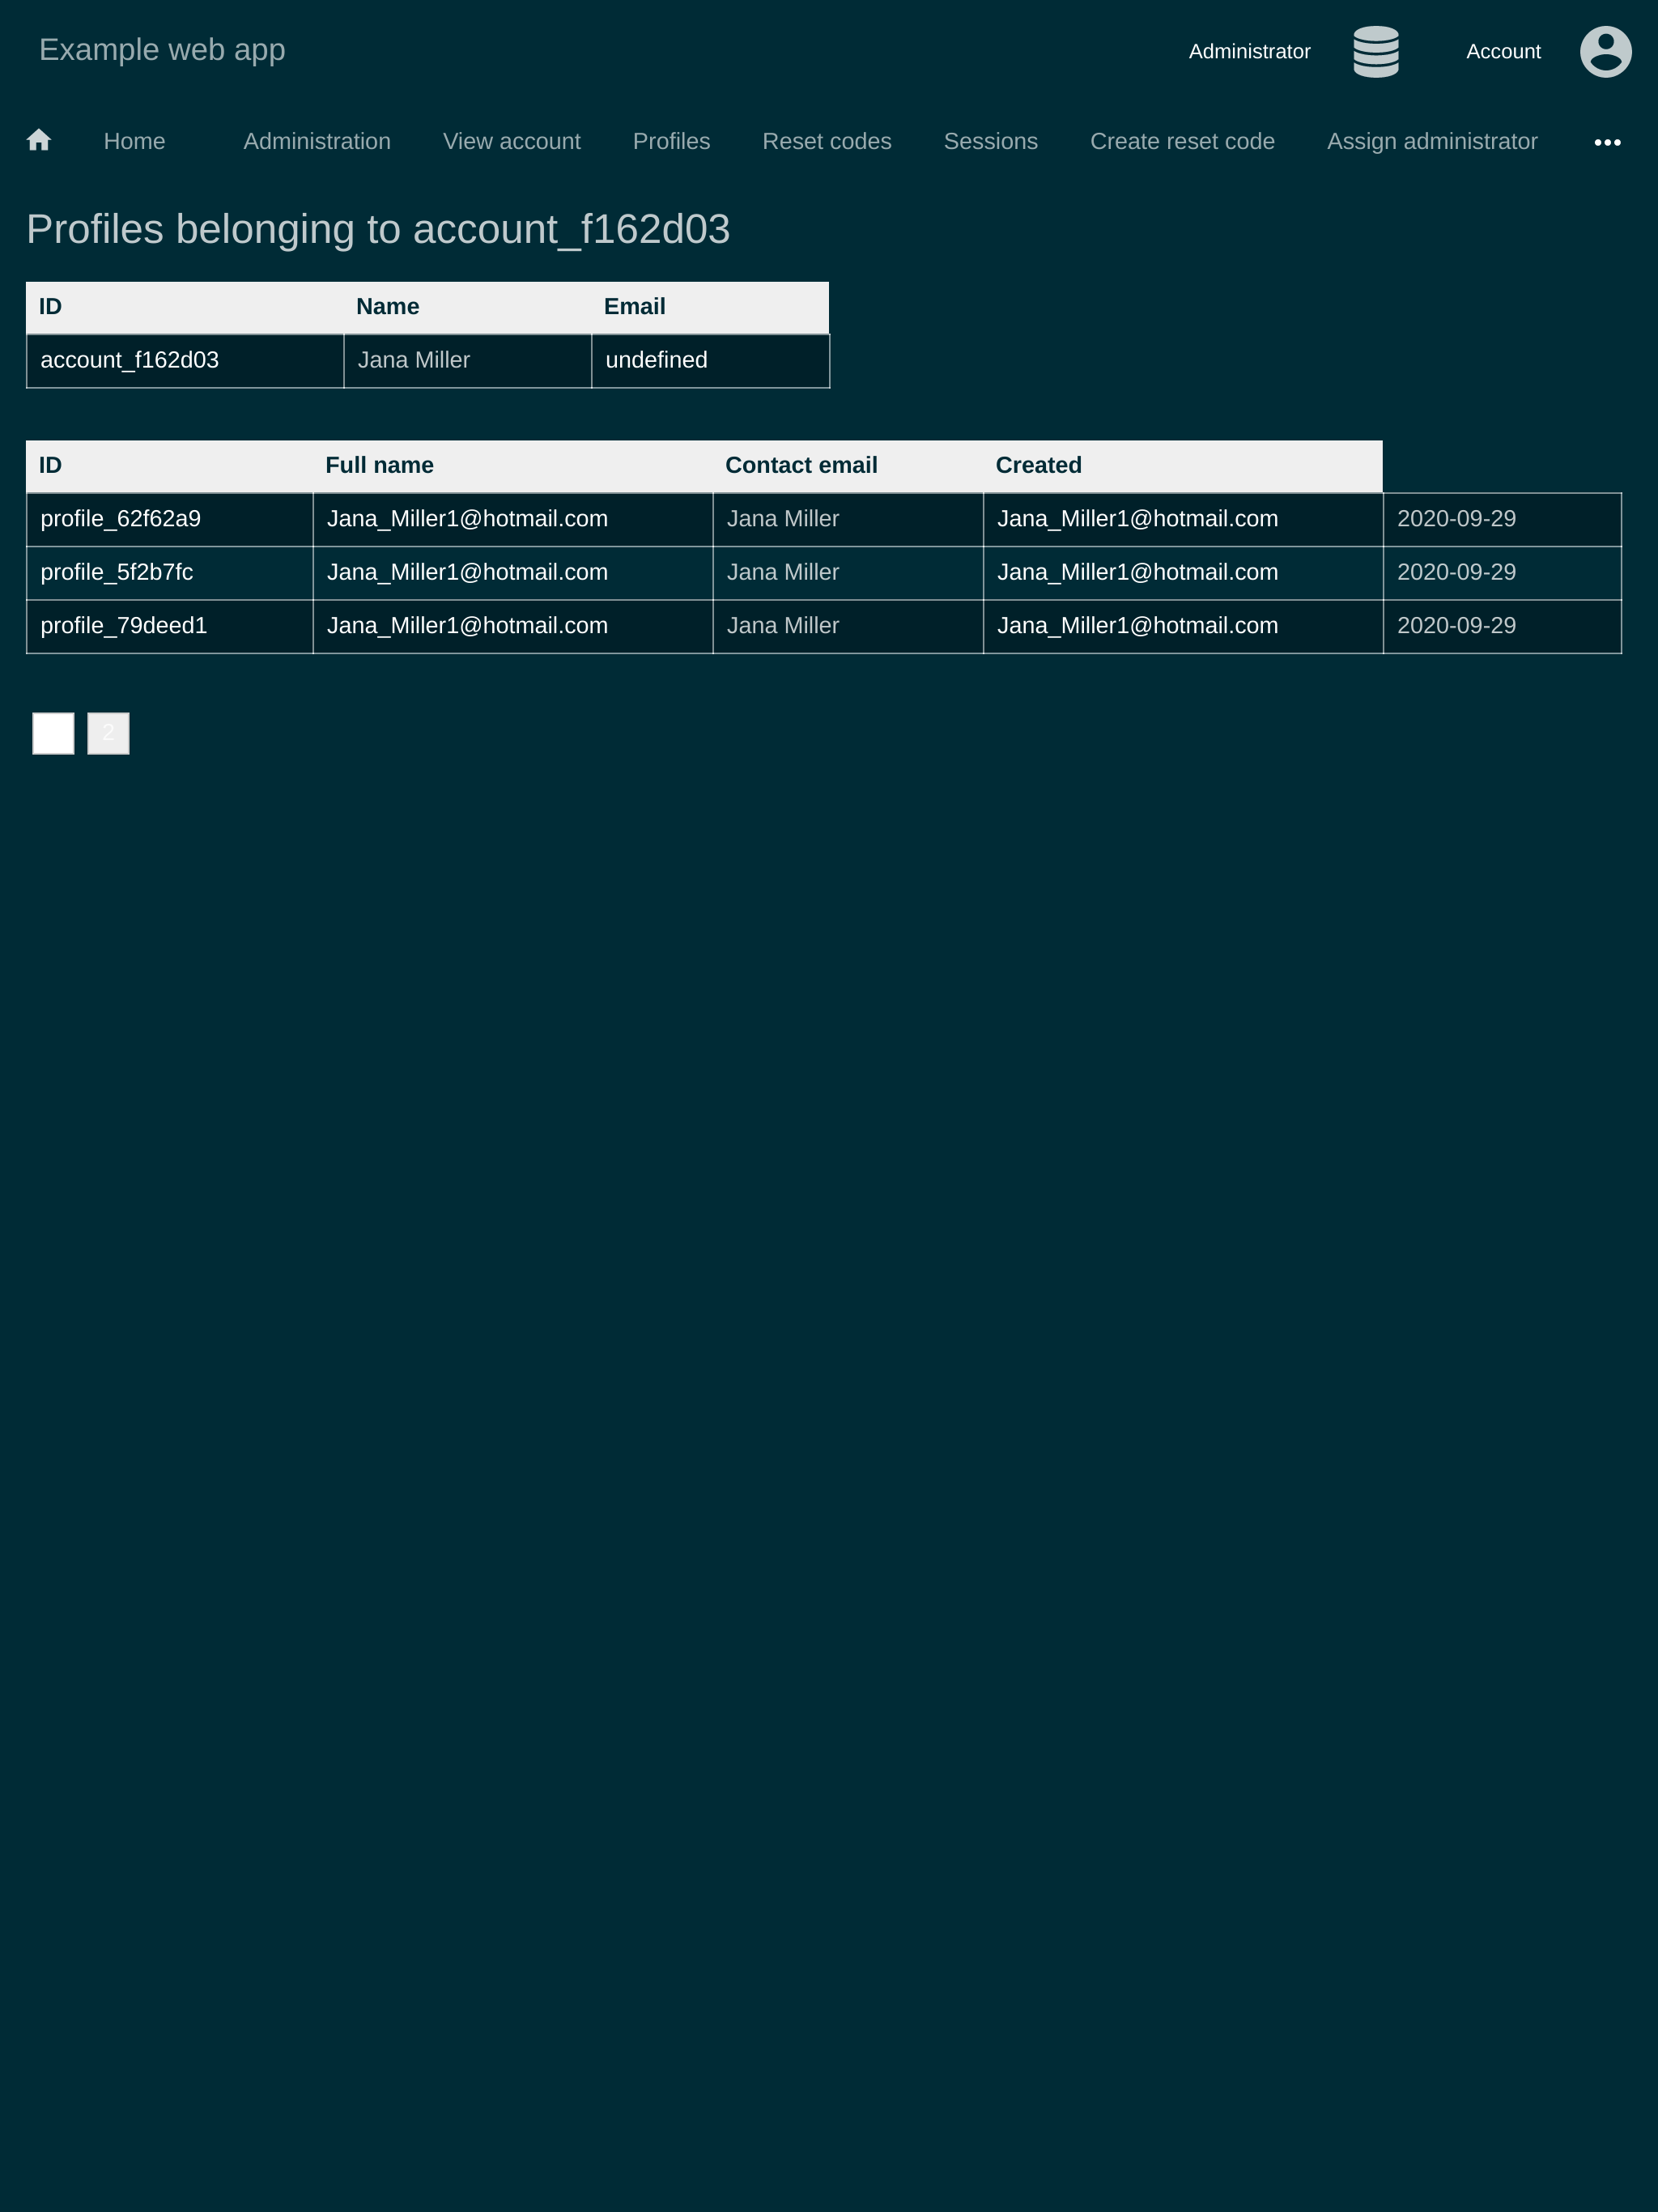 Example web app
Administrator Account
Home Administration View account Profiles Reset codes Sessions Create reset code Assign administrator
Profiles belonging to account_f162d03
ID Name Email
account_f162d03 Jana Miller undefined
ID Full name Contact email Created
profile_62f62a9 Jana_Miller1@hotmail.com Jana Miller Jana_Miller1@hotmail.com 2020-09-29
profile_5f2b7fc Jana_Miller1@hotmail.com Jana Miller Jana_Miller1@hotmail.com 2020-09-29
profile_79deed1 Jana_Miller1@hotmail.com Jana Miller Jana_Miller1@hotmail.com 2020-09-29
2